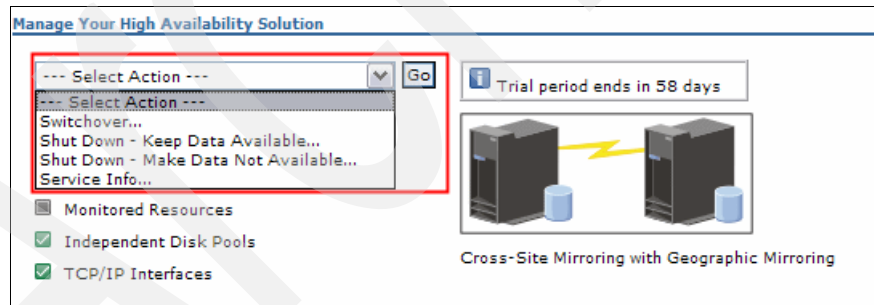 Manage Your High Availability Solution
--- Select Action ---
Go
--- Select Action ---
Switchover...
Shut Down - Keep Data Available...
Shut Down - Make Data Not Available...
Service Info...
Monitored Resources
Independent Disk Pools
TCP/IP Interfaces
Trial period ends in 58 days
Cross-Site Mirroring with Geographic Mirroring